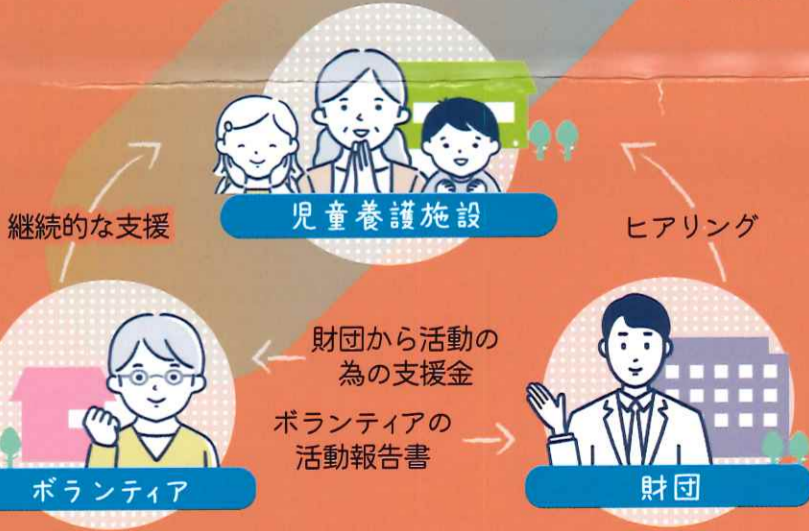 児童養護施設
継続的な支援
ヒアリング
財団から活動の
為の支援金
ボランティアの
活動報告書
ボランティア
財団